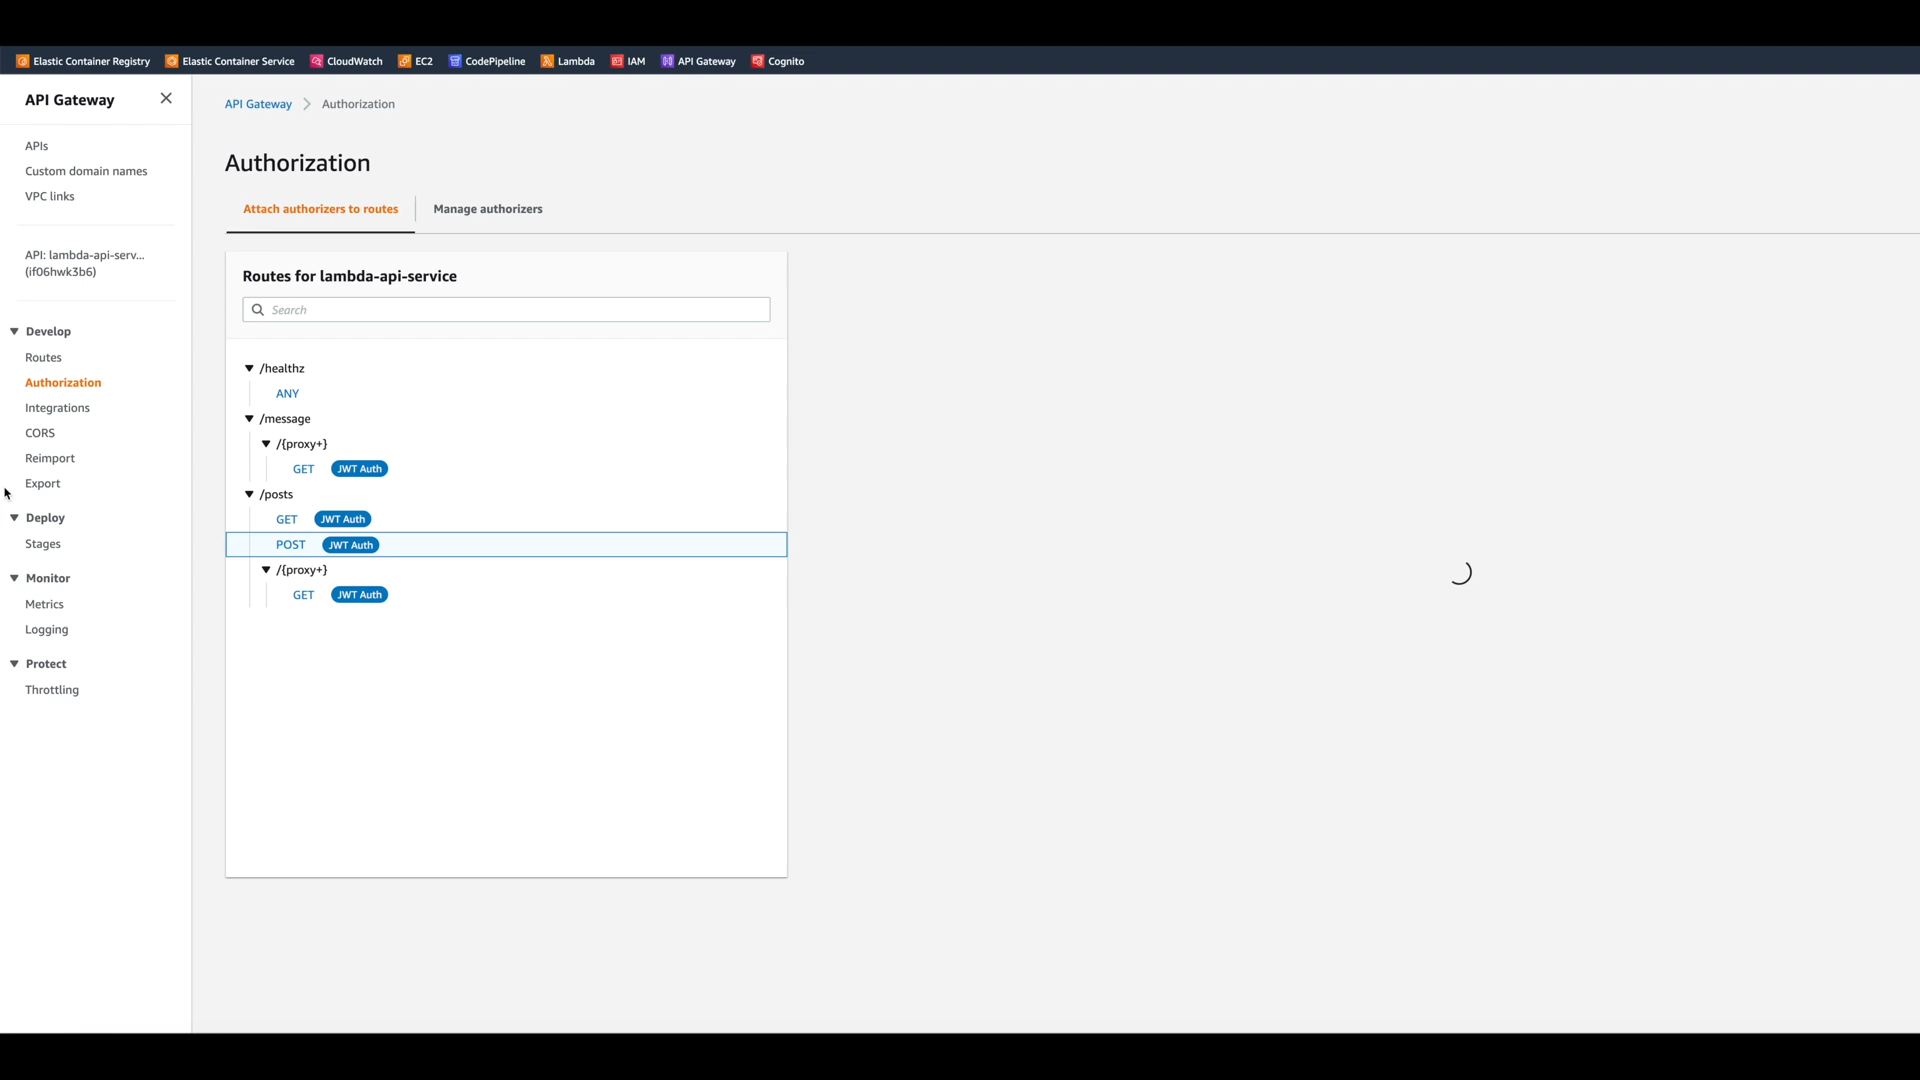 Elastic Container Registry Elastic Container Service CloudWatch EC2 CodePipeline Lambda IAM API Gateway Cognito
API Gateway
APIs
Custom domain names
VPC links
API: lambda-api-serv...
(if06hwk3b6)
Develop
Routes
Authorization
Integrations
CORS
Reimport
Export
Deploy
Stages
Monitor
Metrics
Logging
Protect
Throttling
API Gateway Authorization
Authorization
Attach authorizers to routes Manage authorizers
Routes for lambda-api-service
Search
/healthz
ANY
/message
/{proxy+}
GET JWT Auth
/posts
GET JWT Auth
POST JWT Auth
/{proxy+}
GET JWT Auth